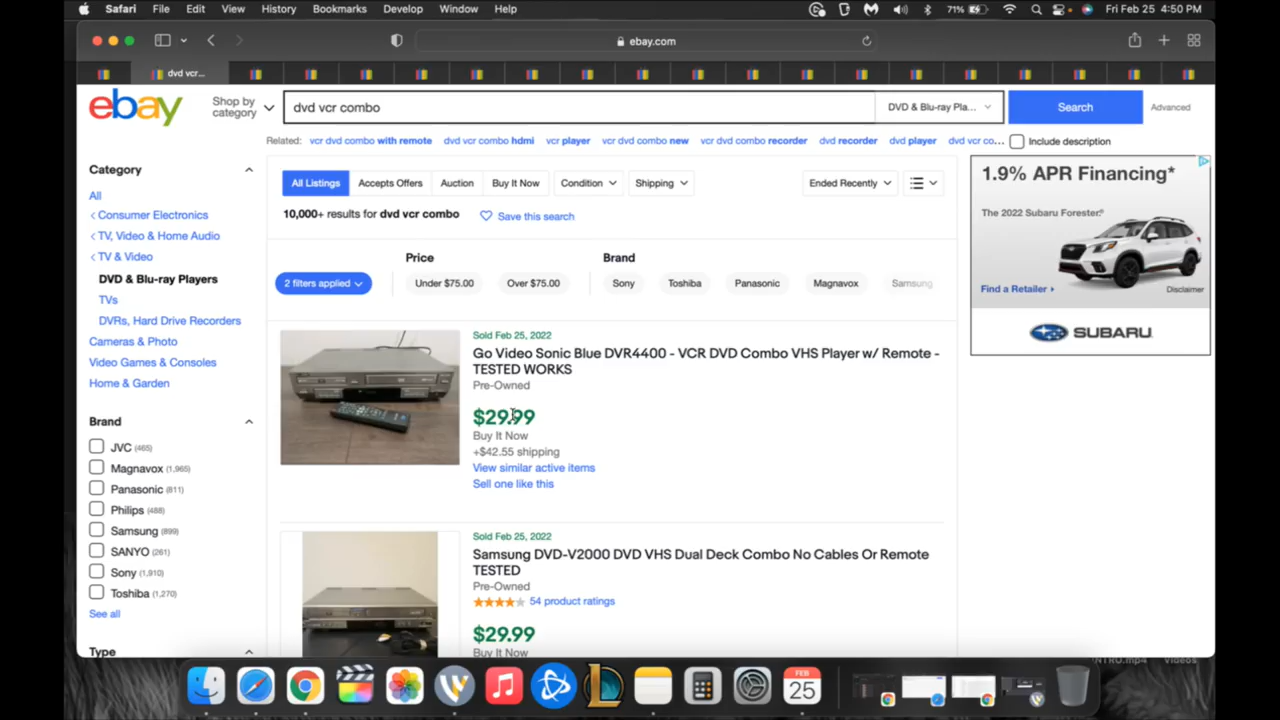 Safari File Edit View History Bookmarks Develop Window Help 71% Fri Feb 25 4:50 PM
ebay.com
dvd vcr...
ebay Shop by category dvd vcr combo DVD & Blu-ray Pla... Search Advanced
Related: vcr dvd combo with remote dvd vcr combo hdmi vcr player vcr dvd combo new vcr dvd combo recorder dvd recorder dvd player dvd vcr co... Include description
Category
All
< Consumer Electronics
< TV, Video & Home Audio
< TV & Video
DVD & Blu-ray Players
TVs
DVRs, Hard Drive Recorders
Cameras & Photo
Video Games & Consoles
Home & Garden
Brand
JVC (465)
Magnavox (1,965)
Panasonic (811)
Philips (488)
Samsung (899)
SANYO (261)
Sony (1,910)
Toshiba (1,270)
See all
Type
All Listings Accepts Offers Auction Buy It Now Condition Shipping Ended Recently
10,000+ results for dvd vcr combo Save this search
Price Brand
2 filters applied Under $75.00 Over $75.00 Sony Toshiba Panasonic Magnavox Samsung
Sold Feb 25, 2022
Go Video Sonic Blue DVR4400 - VCR DVD Combo VHS Player w/ Remote -
TESTED WORKS
Pre-Owned
$29.99
Buy It Now
+$42.55 shipping
View similar active items
Sell one like this
Sold Feb 25, 2022
Samsung DVD-V2000 DVD VHS Dual Deck Combo No Cables Or Remote
TESTED
Pre-Owned
54 product ratings
$29.99
Buy It Now
1.9% APR Financing*
The 2022 Subaru Forester.®
Find a Retailer
Disclaimer
SUBARU
INTRO.mp4 Videos
FEB
25